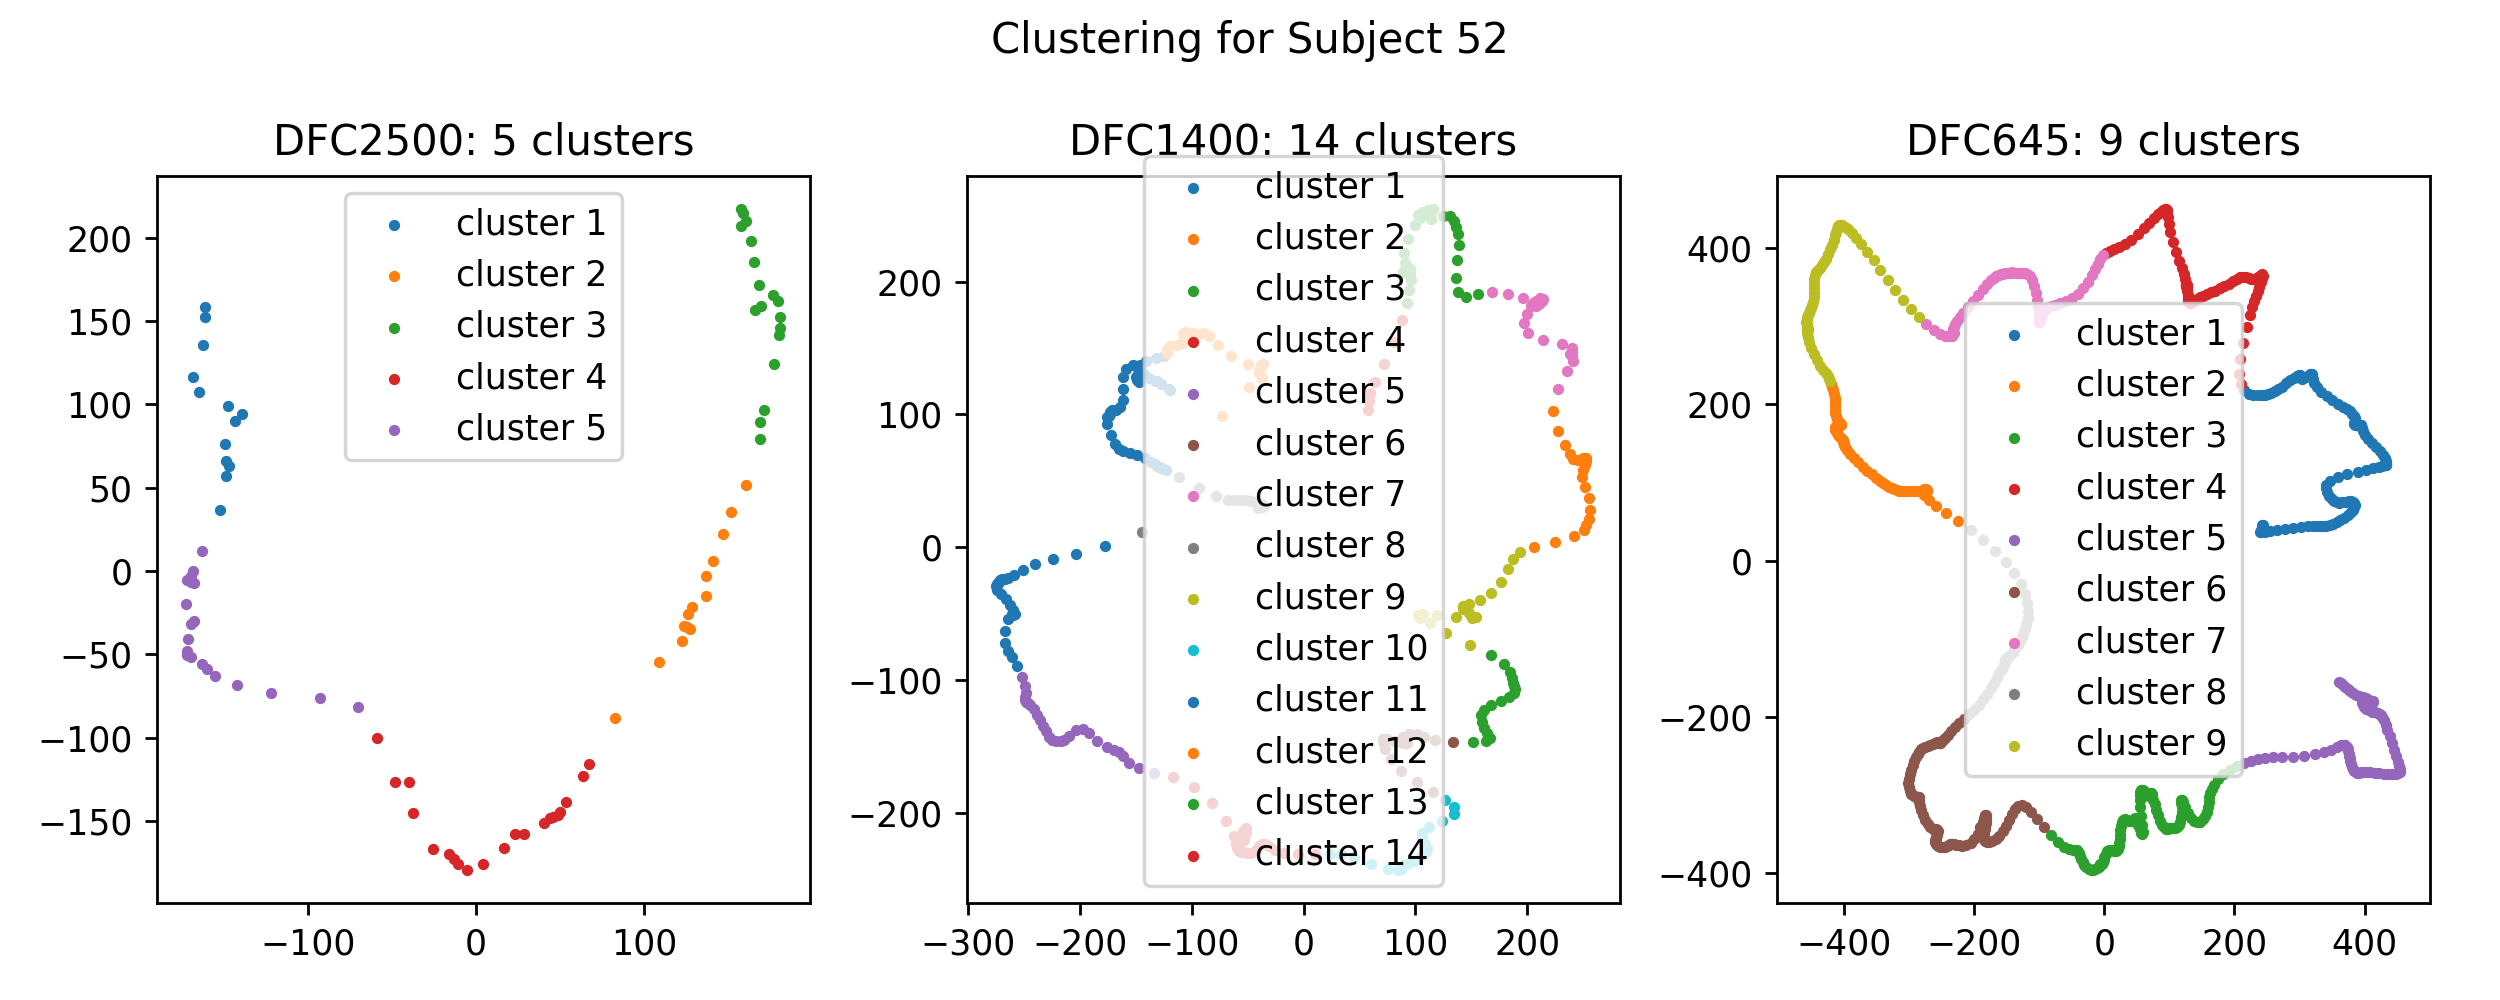 Clustering for Subject 52
DFC2500: 5 clusters
200
150
100
50
0
−50
−100
−150
−100 0 100
cluster 1
cluster 2
cluster 3
cluster 4
cluster 5
DFC1400: 14 clusters
200
100
0
−100
−200
−300 −200 −100 0 100 200
cluster 1
cluster 2
cluster 3
cluster 4
cluster 5
cluster 6
cluster 7
cluster 8
cluster 9
cluster 10
cluster 11
cluster 12
cluster 13
cluster 14
DFC645: 9 clusters
400
200
0
−200
−400
−400 −200 0 200 400
cluster 1
cluster 2
cluster 3
cluster 4
cluster 5
cluster 6
cluster 7
cluster 8
cluster 9